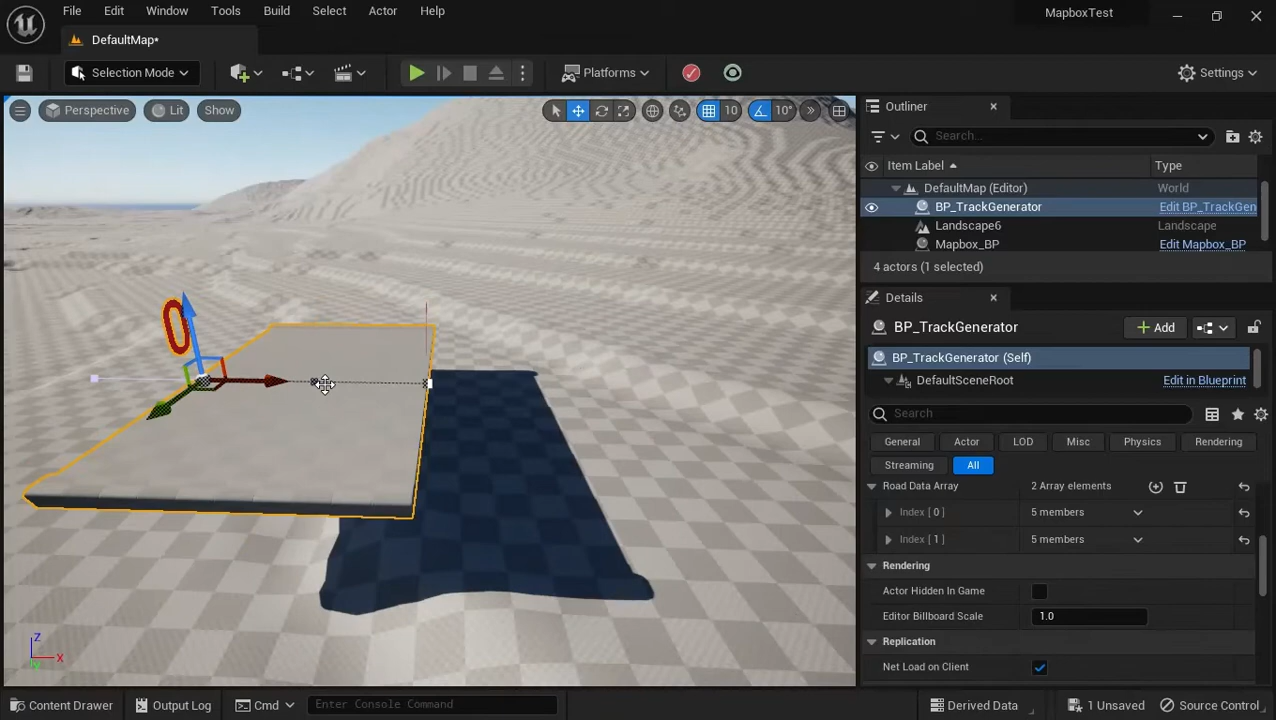 File Edit Window Tools Build Select Actor Help
MapboxTest
DefaultMap*
Selection Mode
Platforms
Settings
Perspective Lit Show
10 10°
Outliner
Search...
Item Label Type
DefaultMap (Editor) World
BP_TrackGenerator Edit BP_TrackGen
Landscape6 Landscape
Mapbox_BP Edit Mapbox_BP
4 actors (1 selected)
Details
BP_TrackGenerator
Add
BP_TrackGenerator (Self)
DefaultSceneRoot Edit in Blueprint
Search
General Actor LOD Misc Physics Rendering
Streaming All
Road Data Array 2 Array elements
Index [ 0 ] 5 members
Index [ 1 ] 5 members
Rendering
Actor Hidden In Game
Editor Billboard Scale 1.0
Replication
Net Load on Client
0
Z
X
Content Drawer Output Log Cmd Enter Console Command
Derived Data 1 Unsaved Source Control